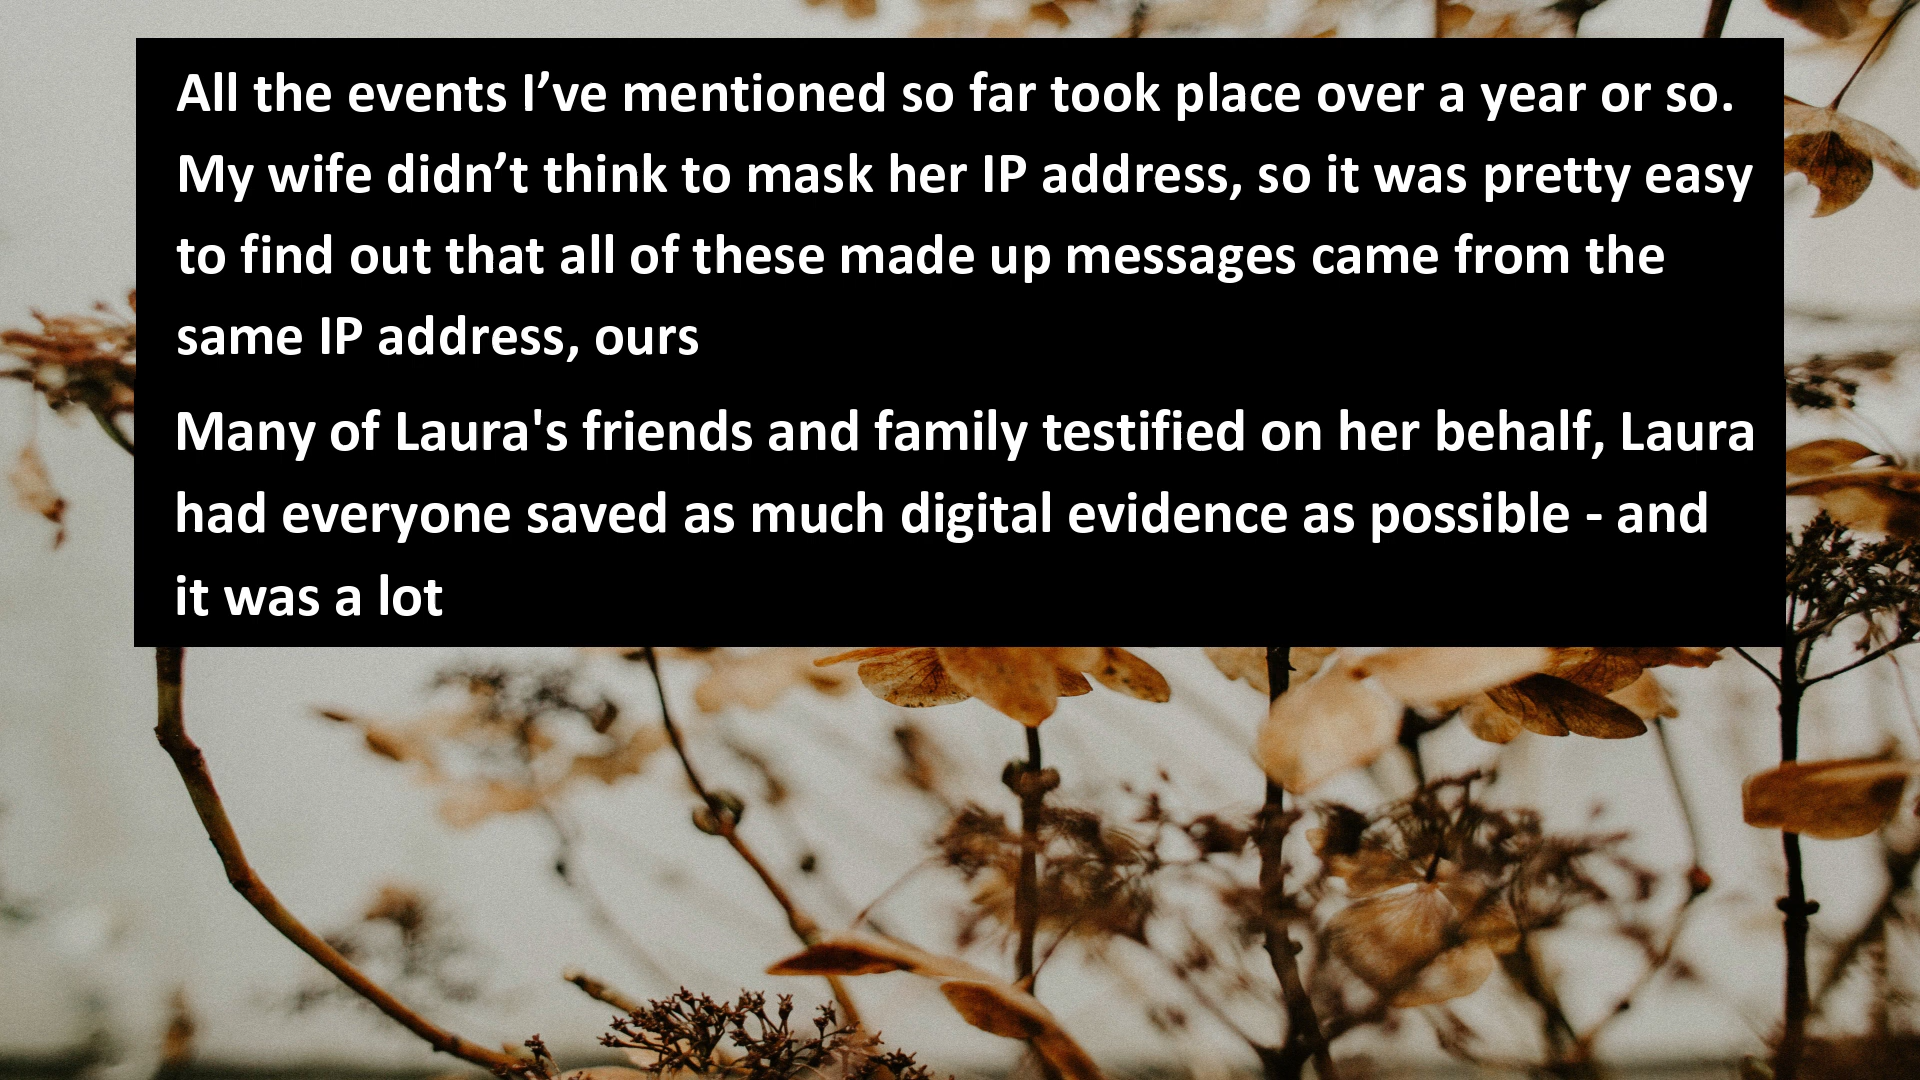 All the events I’ve mentioned so far took place over a year or so.
My wife didn’t think to mask her IP address, so it was pretty easy
to find out that all of these made up messages came from the
same IP address, ours
Many of Laura's friends and family testified on her behalf, Laura
had everyone saved as much digital evidence as possible - and
it was a lot